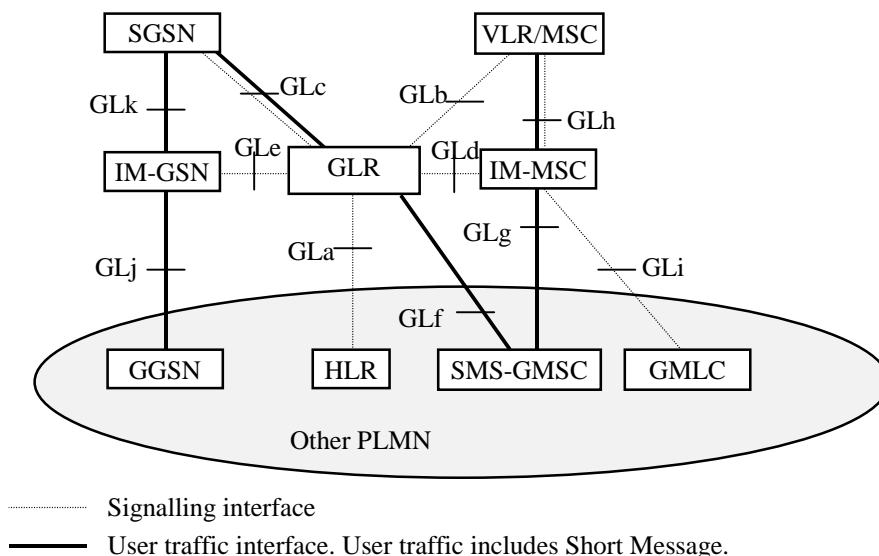 SGSN
VLR/MSC
GLc
GLb
GLk
GLh
GLe
GLd
IM-GSN
GLR
IM-MSC
GLg
GLa
GLj
GLi
GLf
GGSN
HLR
SMS-GMSC
GMLC
Other PLMN
Signalling interface
User traffic interface. User traffic includes Short Message.